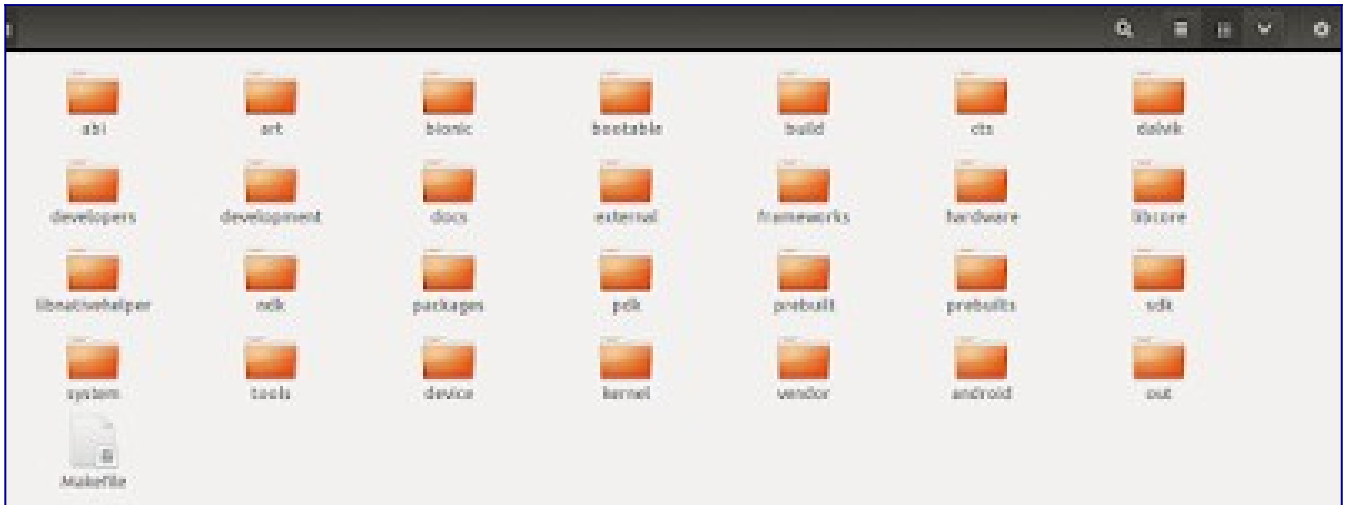 abi art bionic bootable build cts dalvik
developers development docs external frameworks hardware libcore
libnativehelper ndk packages pdk prebuilt prebuilts sdk
system tools device kernel vendor android out
Makefile